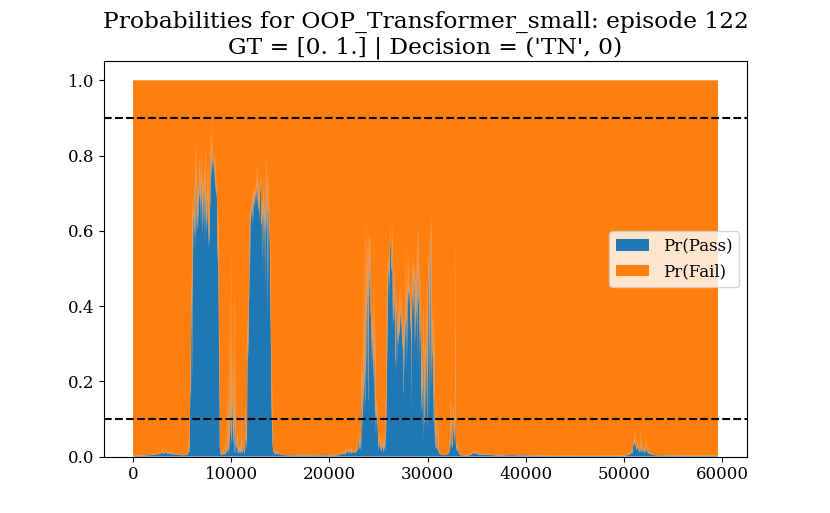 Probabilities for OOP_Transformer_small: episode 122
GT = [0. 1.] | Decision = ('TN', 0)
1.0
0.8
0.6
0.4
0.2
0.0
Pr(Pass)
Pr(Fail)
0 10000 20000 30000 40000 50000 60000